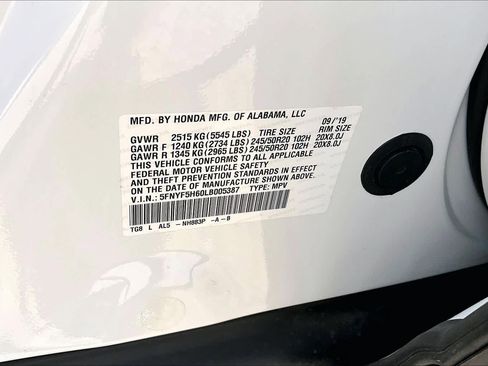 MFD. BY HONDA MFG. OF ALABAMA, LLC 09/'19
GVWR 2515 KG (5545 LBS) TIRE SIZE RIM SIZE
GAWR F 1240 KG (2734 LBS) 245/50R20 102H 20X8.0J
GAWR R 1345 KG (2965 LBS) 245/50R20 102H 20X8.0J
THIS VEHICLE CONFORMS TO ALL APPLICABLE
FEDERAL MOTOR VEHICLE SAFETY
STANDARDS IN EFFECT
ON THE DATE OF MANUFACTURE SHOWN ABOVE.
V.I.N.: 5FNYF5H60LB005387 TYPE: MPV
TG8 L AL5 - NH883P -A -B